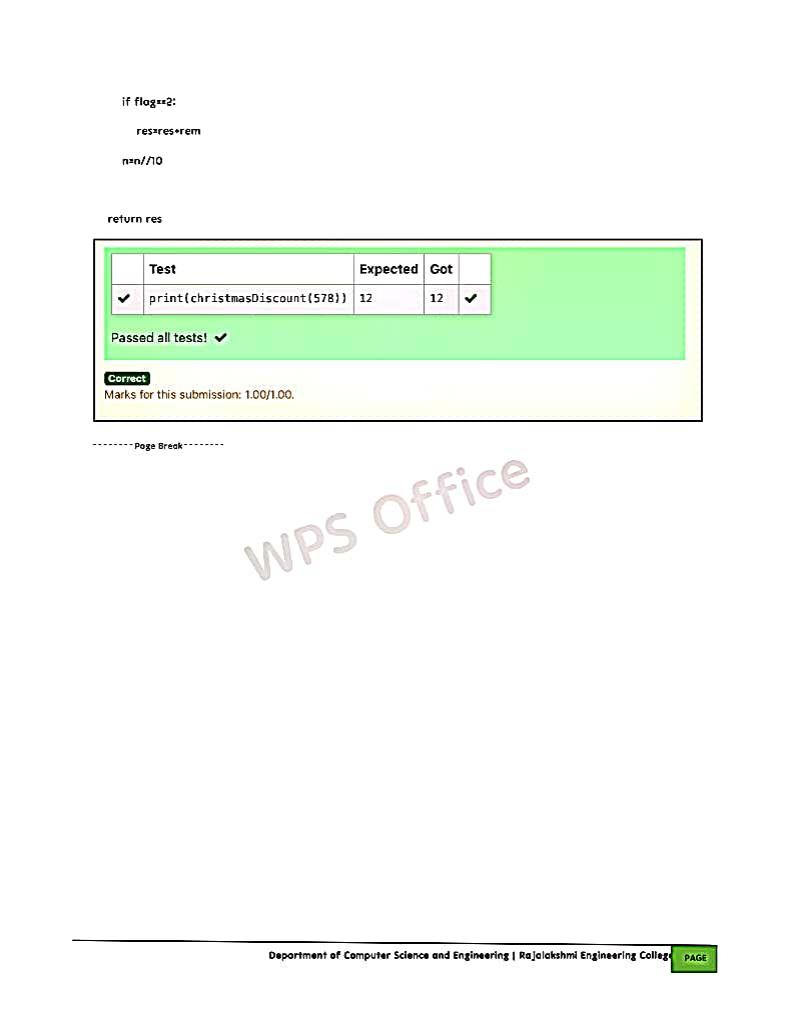 if flag==2:
res=res+rem
n=n//10
return res
Test Expected Got
✔ print(christmasDiscount(578)) 12 12 ✔
Passed all tests! ✔
Correct
Marks for this submission: 1.00/1.00.
--------Page Break--------
WPS Office
Department of Computer Science and Engineering | Rajalakshmi Engineering College PAGE